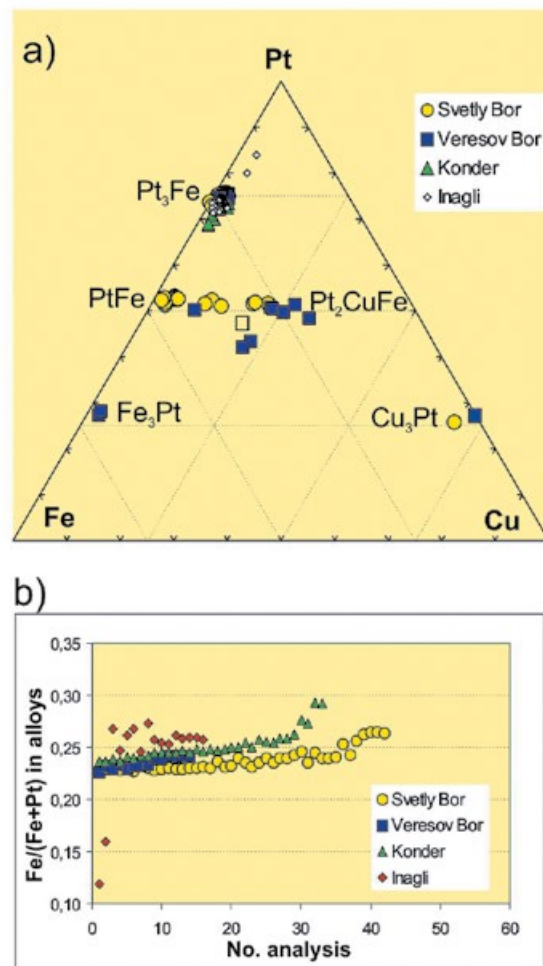 a)
Pt
Svetly Bor
Veresov Bor
Konder
Inagli
Pt₃Fe
PtFe
Pt₂CuFe
Fe₃Pt
Cu₃Pt
Fe
Cu
b)
Fe/(Fe+Pt) in alloys
0,35
0,30
0,25
0,20
0,15
0,10
Svetly Bor
Veresov Bor
Konder
Inagli
0 10 20 30 40 50 60
No. analysis